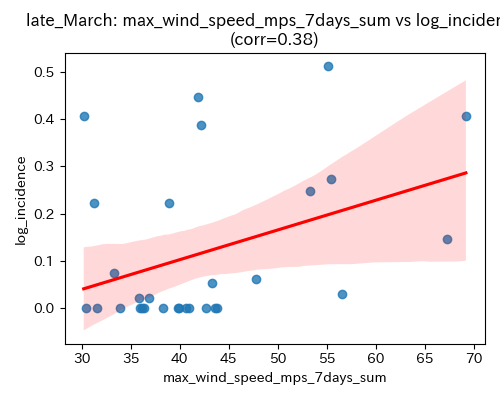 late_March: max_wind_speed_mps_7days_sum vs log_inciden
(corr=0.38)
0.5
0.4
0.3
0.2
0.1
0.0
log_incidence
30 35 40 45 50 55 60 65 70
max_wind_speed_mps_7days_sum